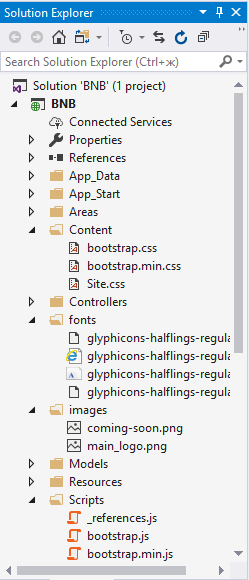 Solution Explorer
Search Solution Explorer (Ctrl+ж)
Solution 'BNB' (1 project)
BNB
Connected Services
Properties
References
App_Data
App_Start
Areas
Content
bootstrap.css
bootstrap.min.css
Site.css
Controllers
fonts
glyphicons-halflings-regula
glyphicons-halflings-regula
glyphicons-halflings-regula
glyphicons-halflings-regula
images
coming-soon.png
main_logo.png
Models
Resources
Scripts
_references.js
bootstrap.js
bootstrap.min.js